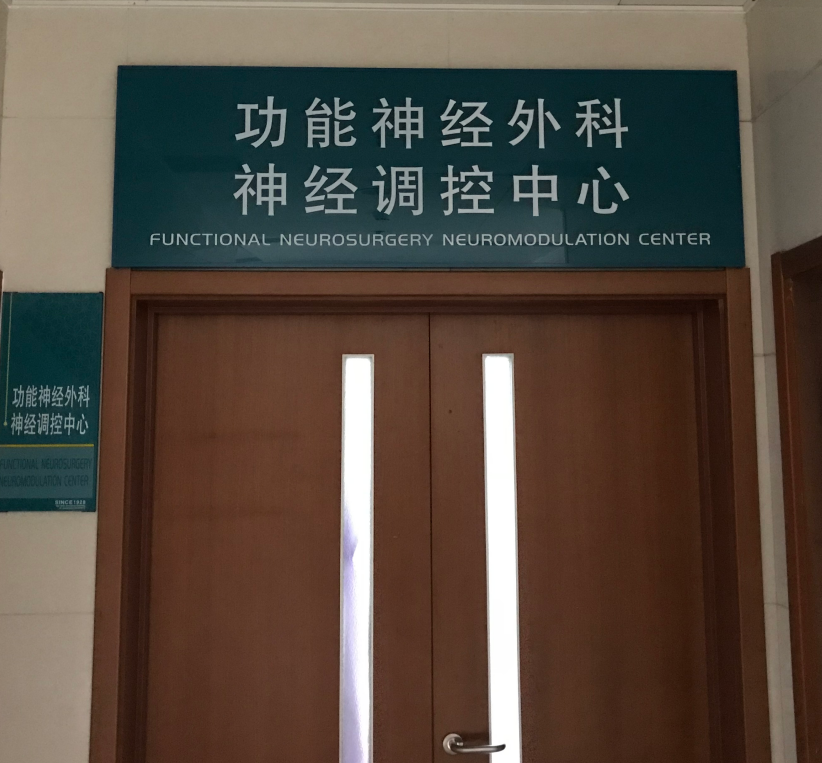 功能神经外科
神经调控中心
FUNCTIONAL NEUROSURGERY NEUROMODULATION CENTER
功能神经外科
神经调控中心
FUNCTIONAL NEUROSURGERY
NEUROMODULATION CENTER